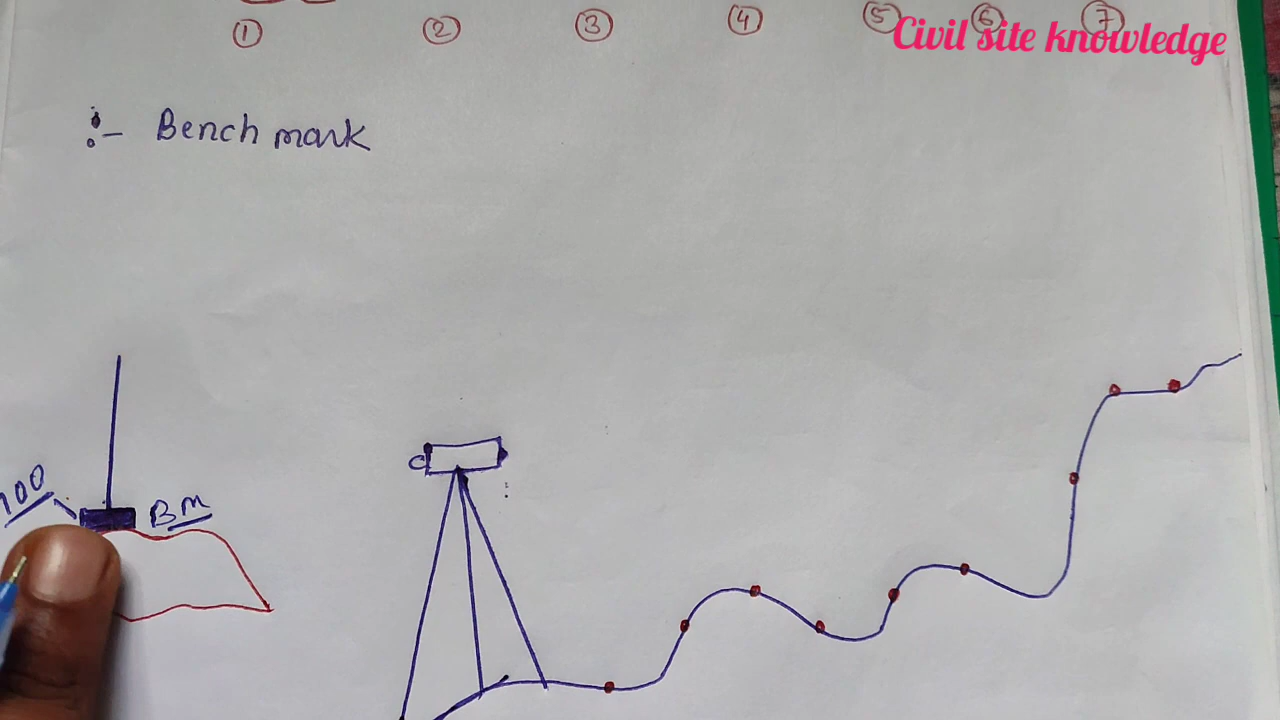 ① ② ③ ④ ⑤ ⑥ ⑦
Civil site knowledge
:- Bench mark
100
BM